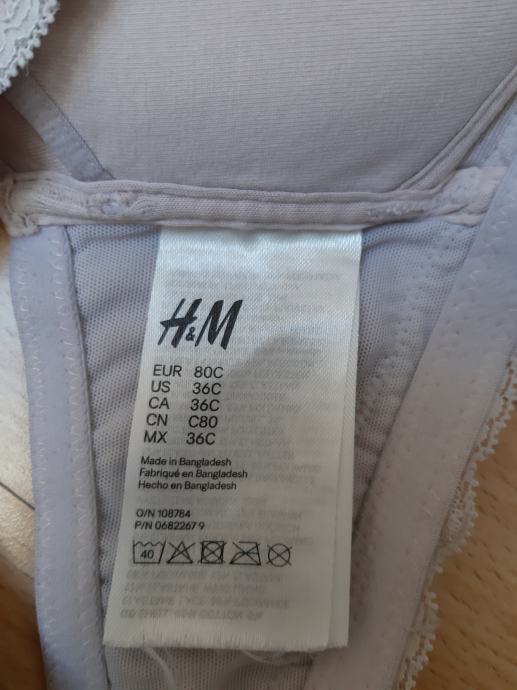 H&M
EUR 80C
US 36C
CA 36C
CN C80
MX 36C
Made in Bangladesh
Fabriqué en Bangladesh
Hecho en Bangladesh
O/N 108784
P/N 0682267 9
40